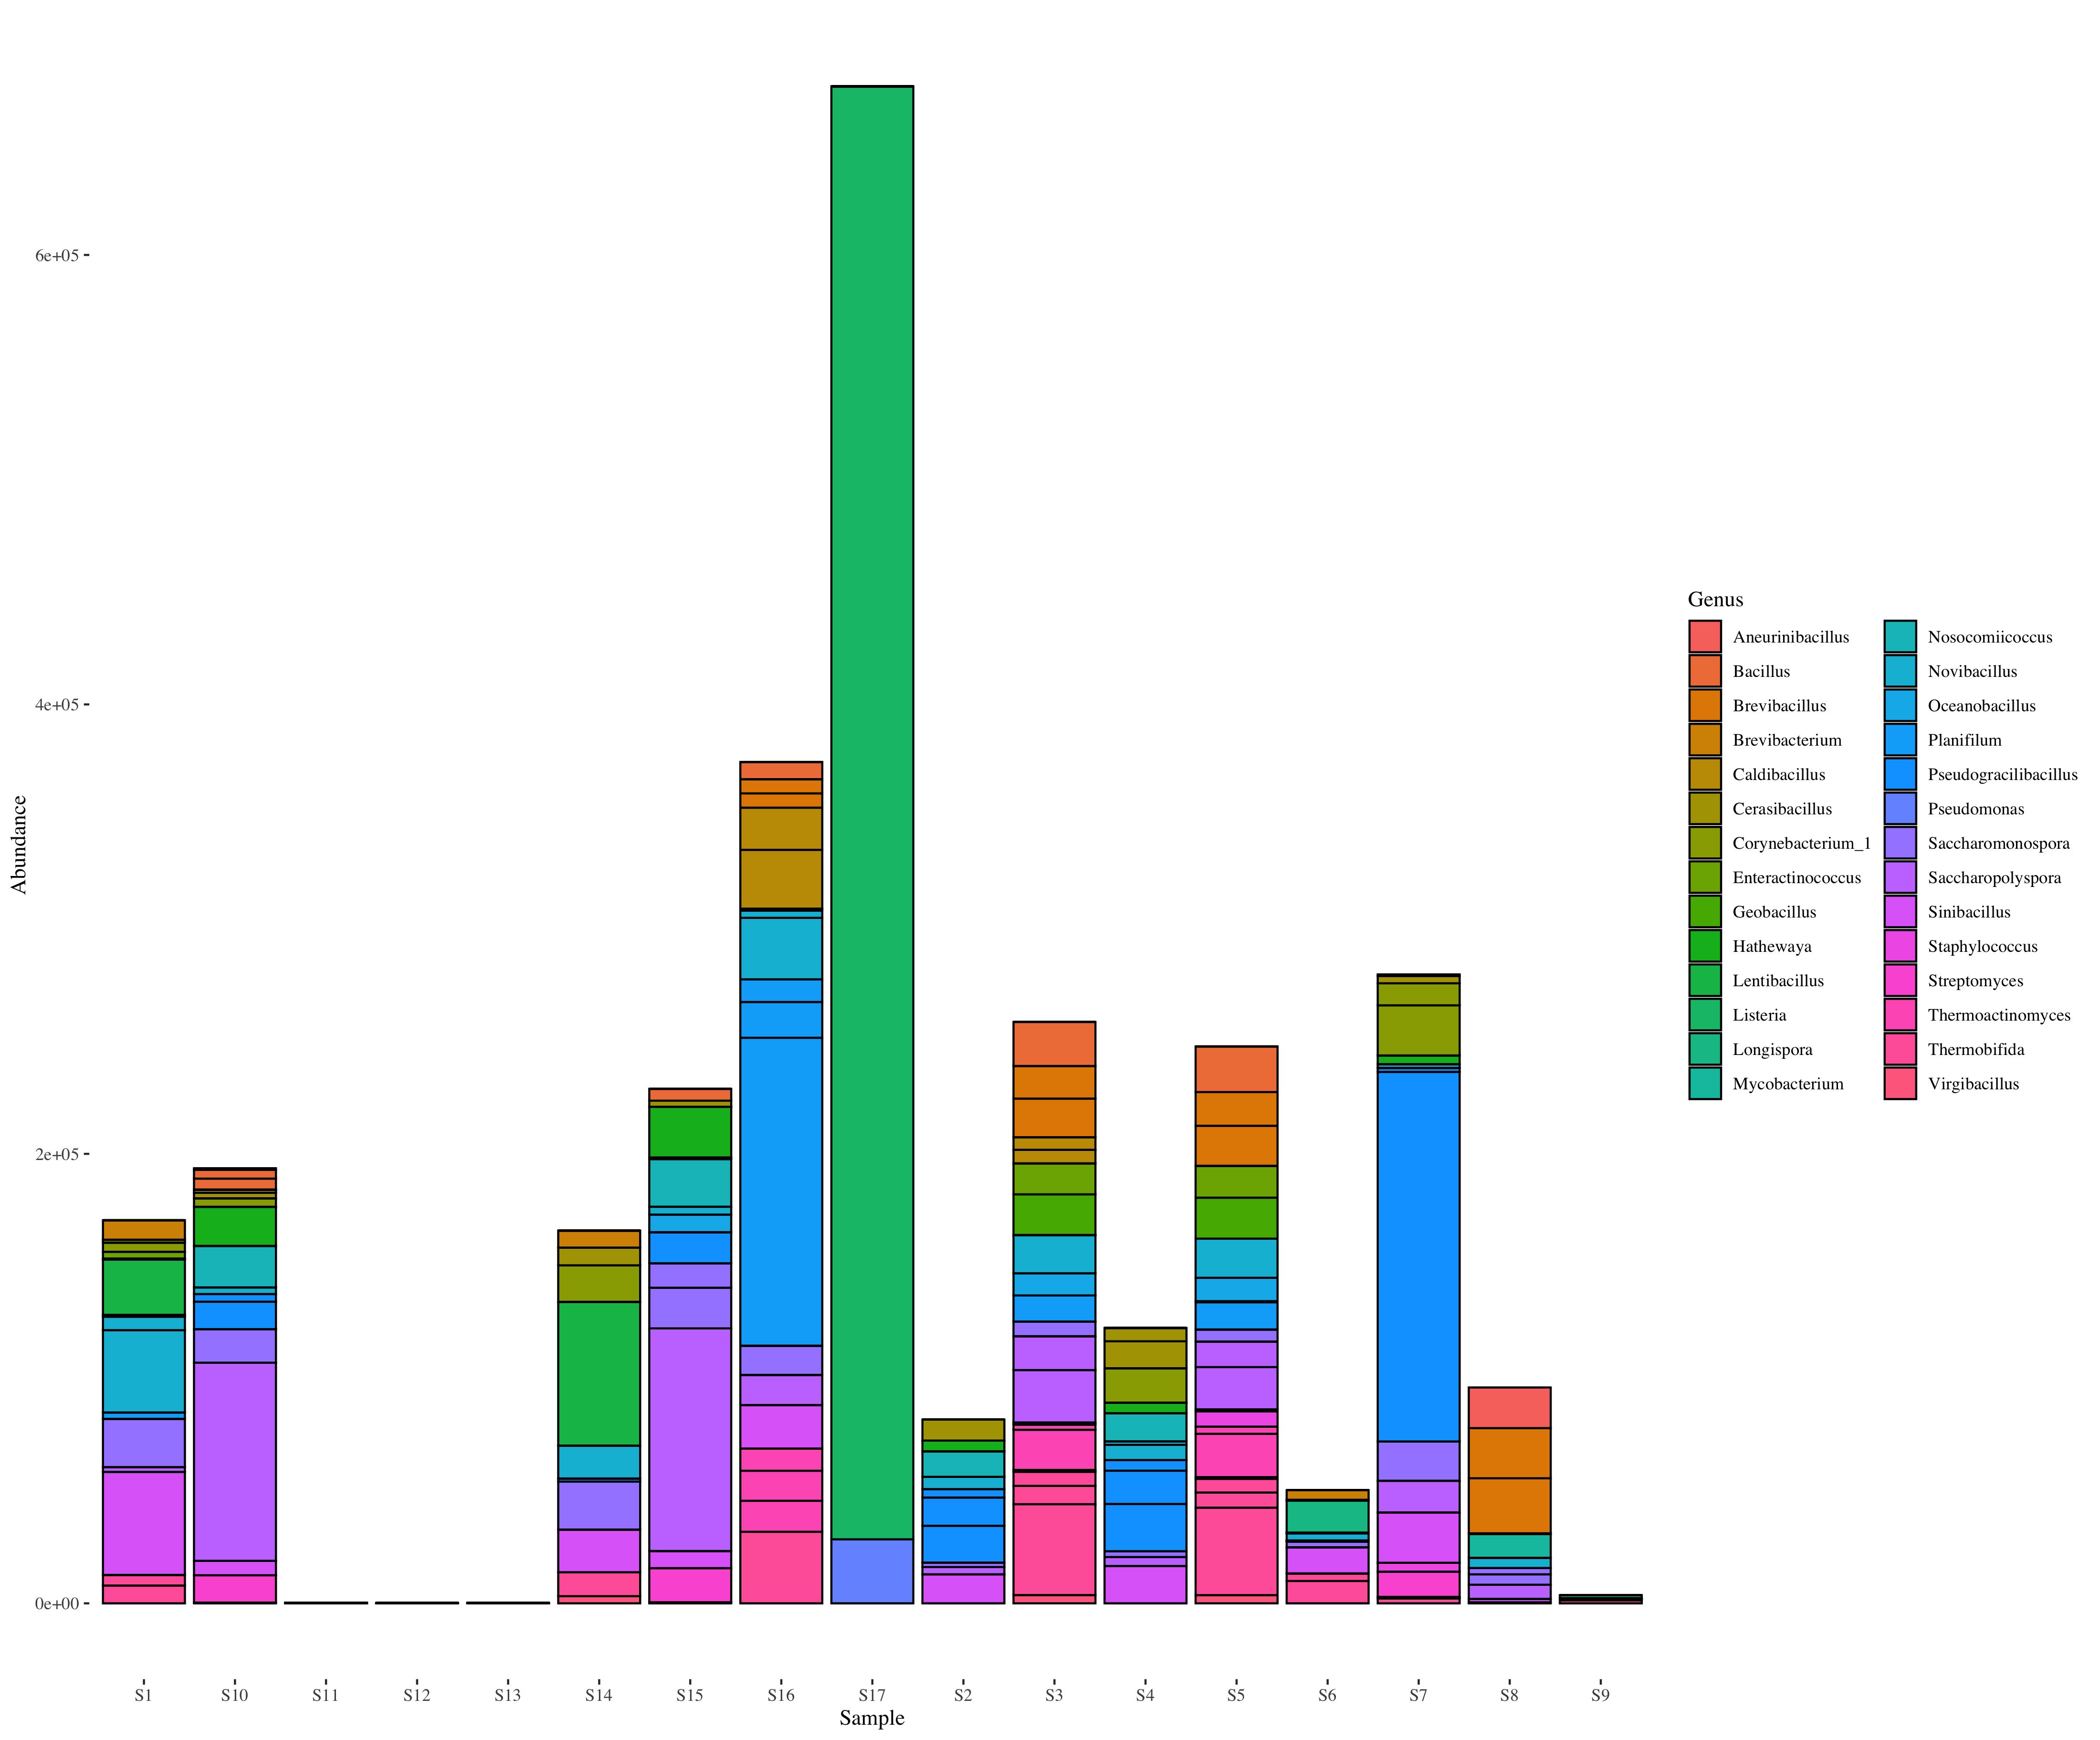 6e+05
4e+05
2e+05
0e+00
Abundance
S1 S10 S11 S12 S13 S14 S15 S16 S17 S2 S3 S4 S5 S6 S7 S8 S9
Sample
Genus
Aneurinibacillus
Bacillus
Brevibacillus
Brevibacterium
Caldibacillus
Cerasibacillus
Corynebacterium_1
Enteractinococcus
Geobacillus
Hathewaya
Lentibacillus
Listeria
Longispora
Mycobacterium
Nosocomiicoccus
Novibacillus
Oceanobacillus
Planifilum
Pseudogracilibacillus
Pseudomonas
Saccharomonospora
Saccharopolyspora
Sinibacillus
Staphylococcus
Streptomyces
Thermoactinomyces
Thermobifida
Virgibacillus